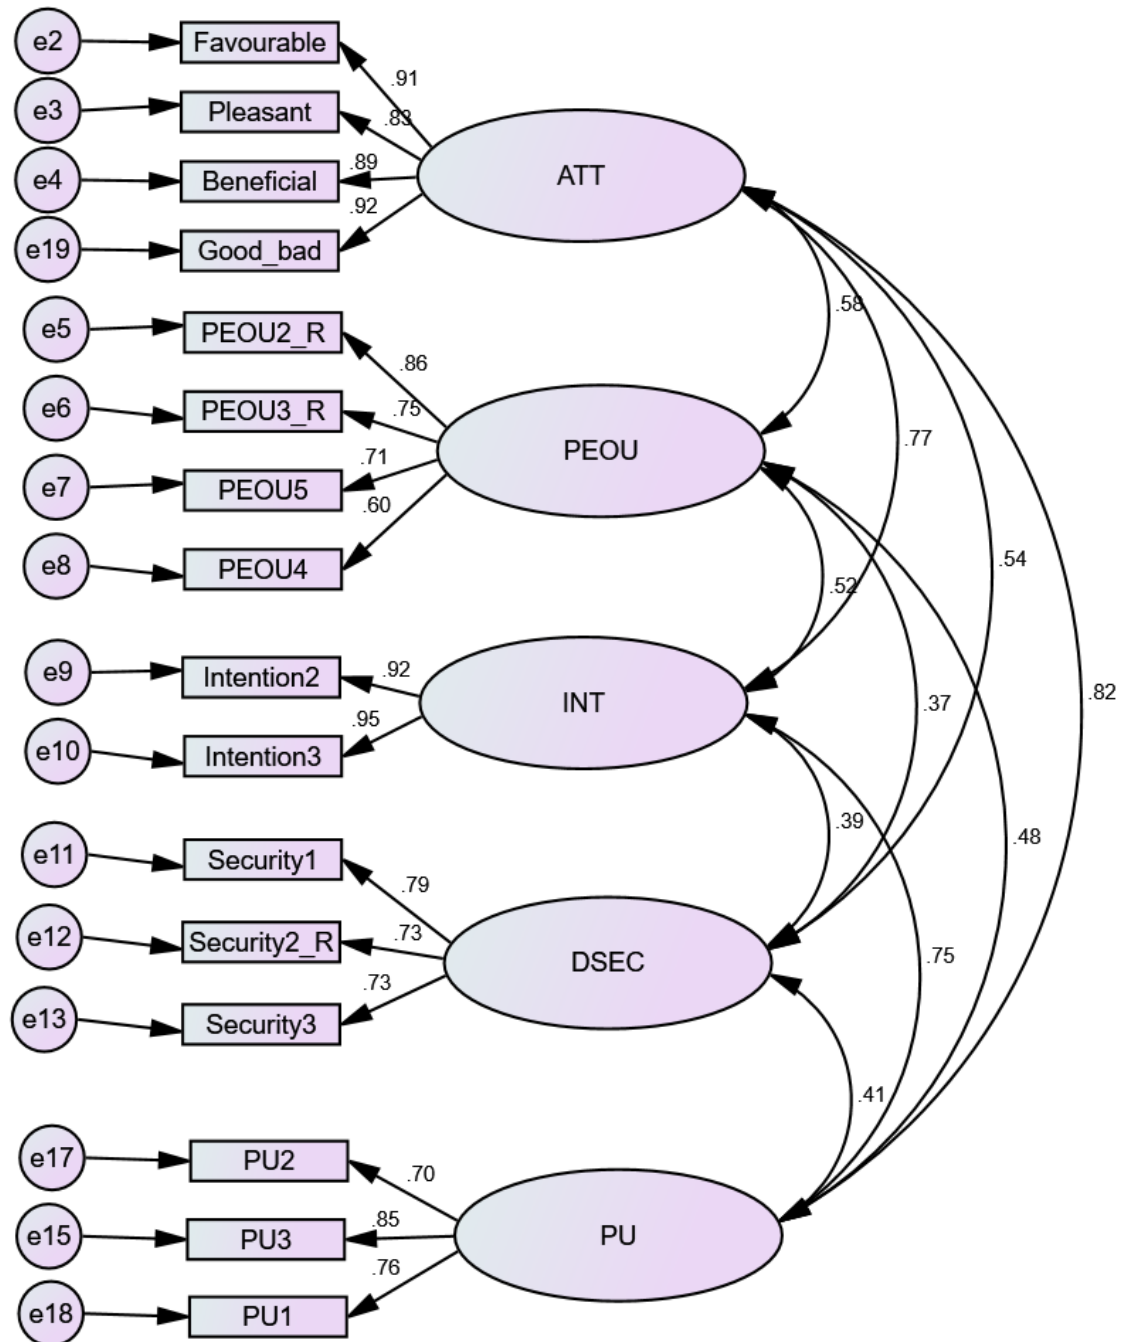 e2
Favourable
.91
e3
Pleasant
.83
ATT
e4
Beneficial
.89
.92
e19
Good_bad
e5
PEOU2_R
.58
.86
e6
PEOU3_R
.75
.77
PEOU
.71
e7
PEOU5
.60
e8
PEOU4
.54
.52
e9
Intention2
.92
INT
.82
.37
.95
e10
Intention3
.39
.48
e11
Security1
.79
e12
Security2_R
.73
DSEC
.75
.73
e13
Security3
.41
e17
PU2
.70
e15
PU3
.85
PU
.76
e18
PU1